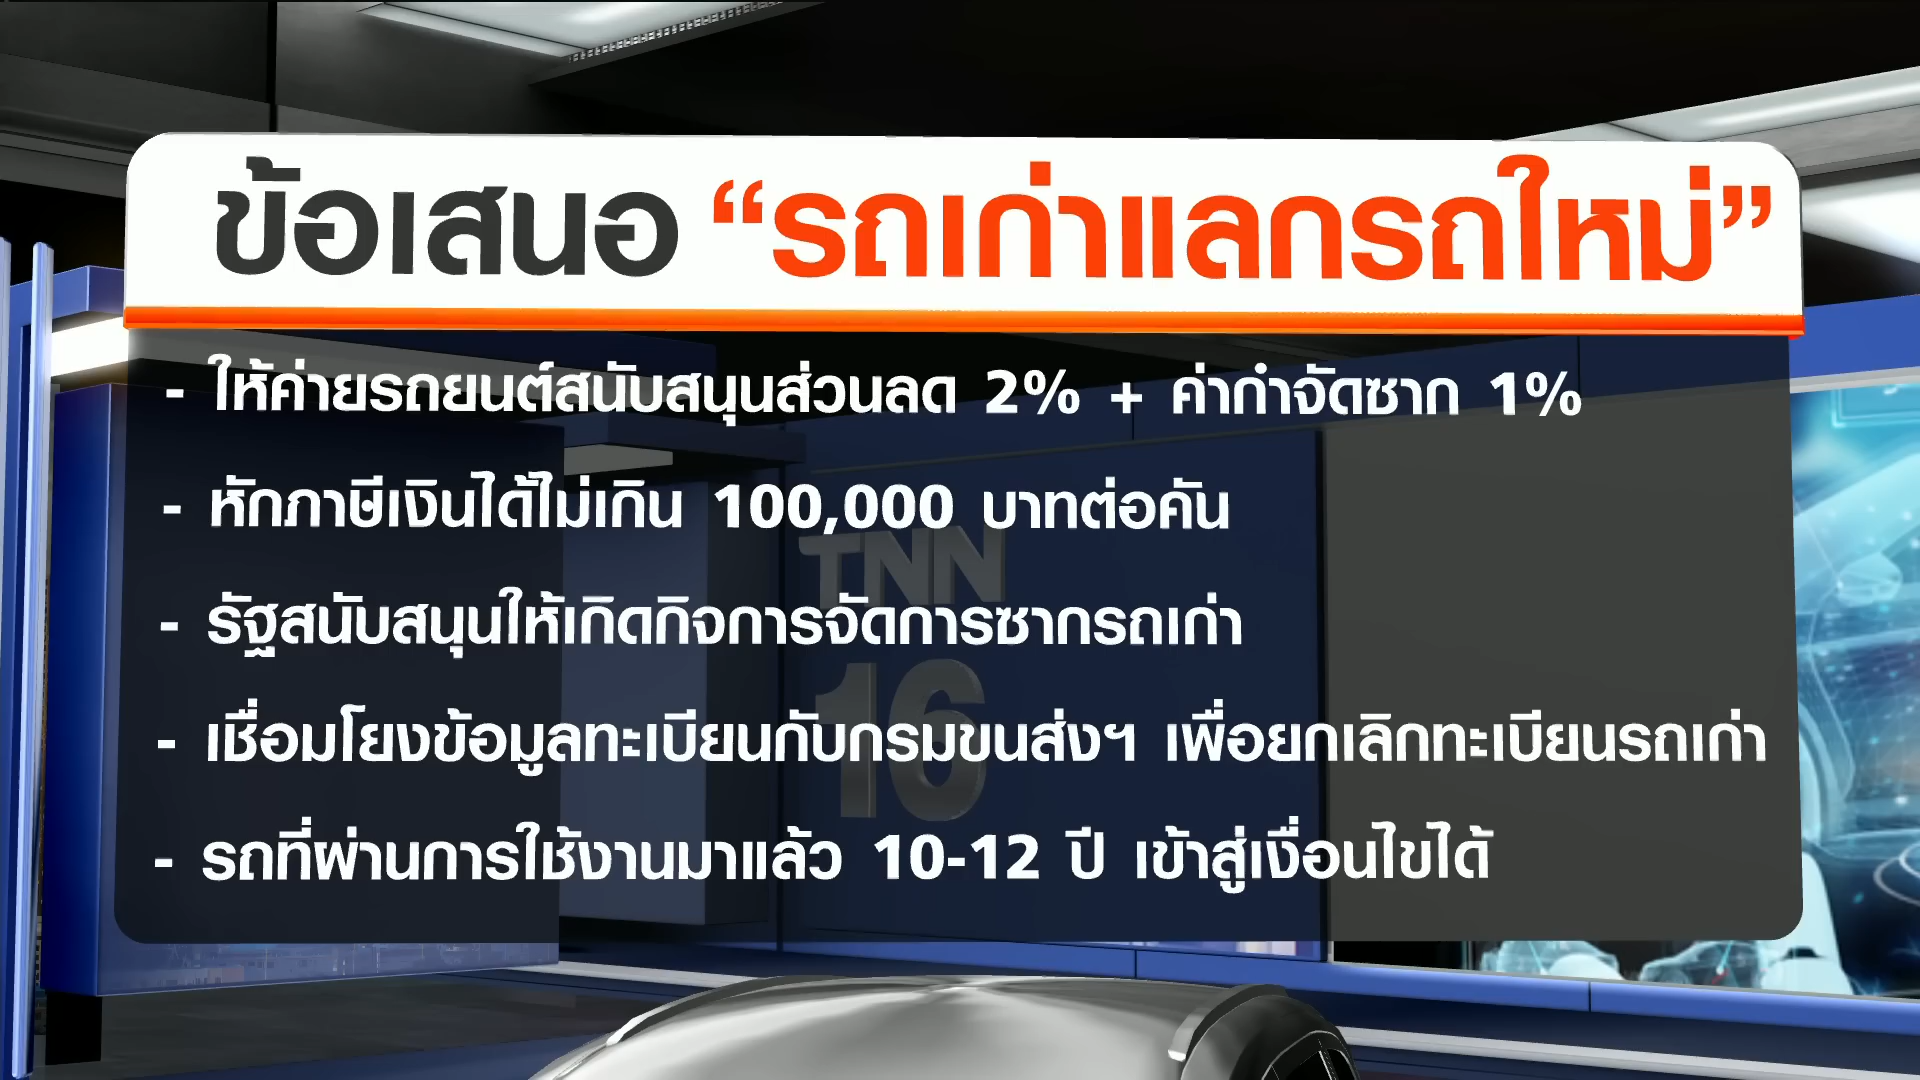 ข้อเสนอ “รถเก่าแลกรถใหม่”
- ให้ค่ายรถยนต์สนับสนุนส่วนลด 2% + ค่ากำจัดซาก 1%
- หักภาษีเงินได้ไม่เกิน 100,000 บาทต่อคัน
- รัฐสนับสนุนให้เกิดกิจการจัดการซากรถเก่า
- เชื่อมโยงข้อมูลทะเบียนกับกรมขนส่งฯ เพื่อยกเลิกทะเบียนรถเก่า
- รถที่ผ่านการใช้งานมาแล้ว 10-12 ปี เข้าสู่เงื่อนไขได้
TNN
16